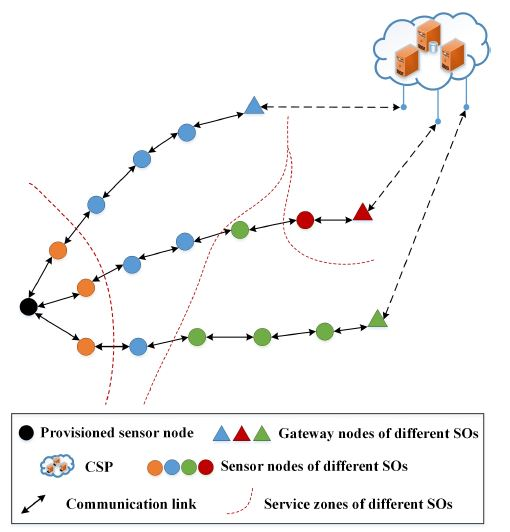 Provisioned sensor node
Gateway nodes of different SOs
CSP
Sensor nodes of different SOs
Communication link
Service zones of different SOs